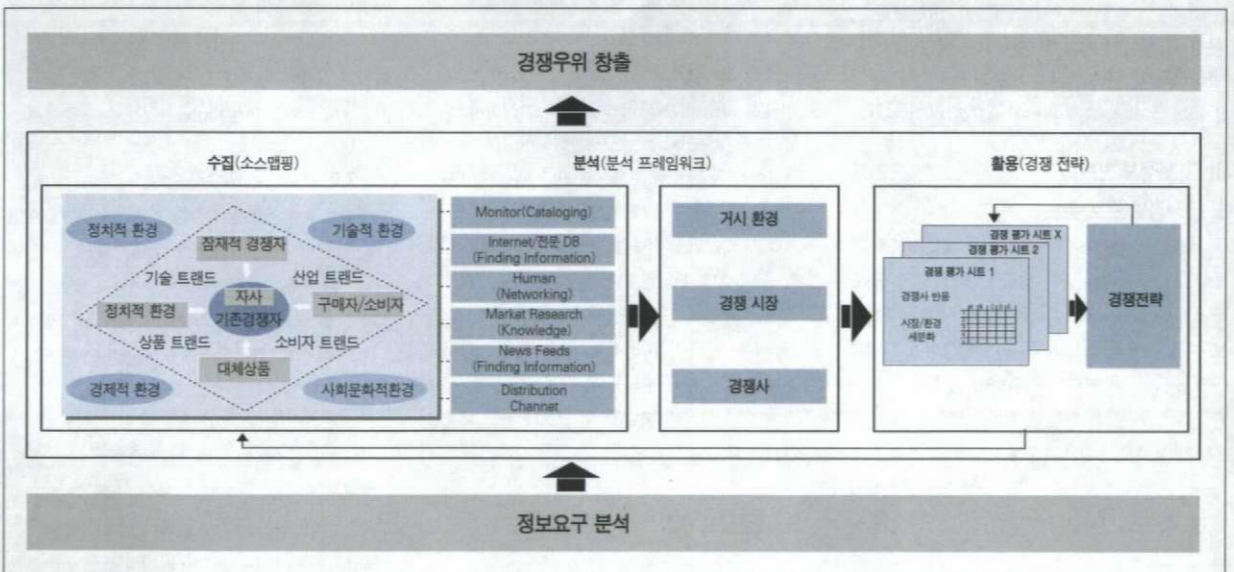 경쟁우위 창출
수집(소스맵핑)
분석(분석 프레임워크)
활용(경쟁 전략)
정치적 환경
기술적 환경
잠재적 경쟁자
기술 트랜드
산업 트랜드
정치적 환경
자사
기존경쟁자
구매자/소비자
상품 트랜드
소비자 트랜드
대체상품
경제적 환경
사회문화적환경
Monitor(Cataloging)
Internet/전문 DB
(Finding Information)
Human
(Networking)
Market Research
(Knowledge)
News Feeds
(Finding Information)
Distribution
Channel
거시 환경
경쟁 시장
경쟁사
경쟁 평가 시트 X
경쟁 평가 시트 2
경쟁 평가 시트 1
경쟁사 반응
시장/환경
세분화
경쟁전략
정보요구 분석